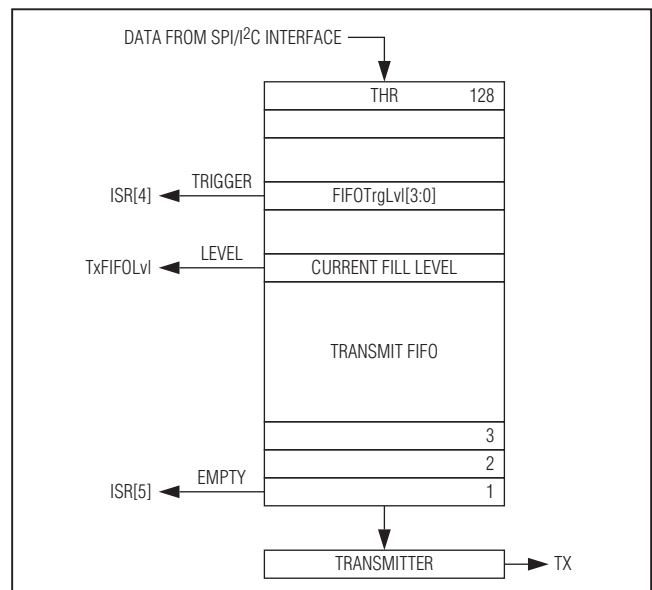 DATA FROM SPI/I2C INTERFACE
THR 128
TRIGGER
ISR[4]
FIFOTrgLvl[3:0]
LEVEL
TxFIFOLvl
CURRENT FILL LEVEL
TRANSMIT FIFO
3
2
EMPTY
ISR[5]
1
TRANSMITTER
TX